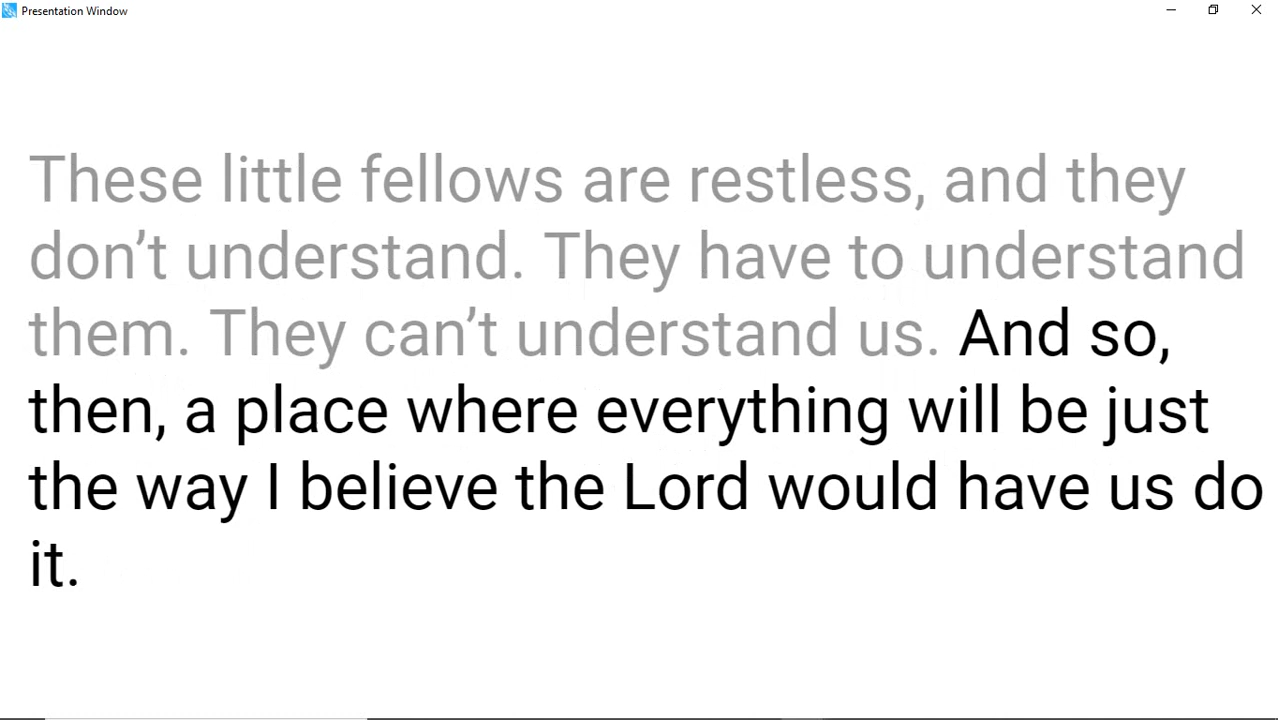 Presentation Window
These little fellows are restless, and they
don’t understand. They have to understand
them. They can’t understand us. And so,
then, a place where everything will be just
the way I believe the Lord would have us do
it.